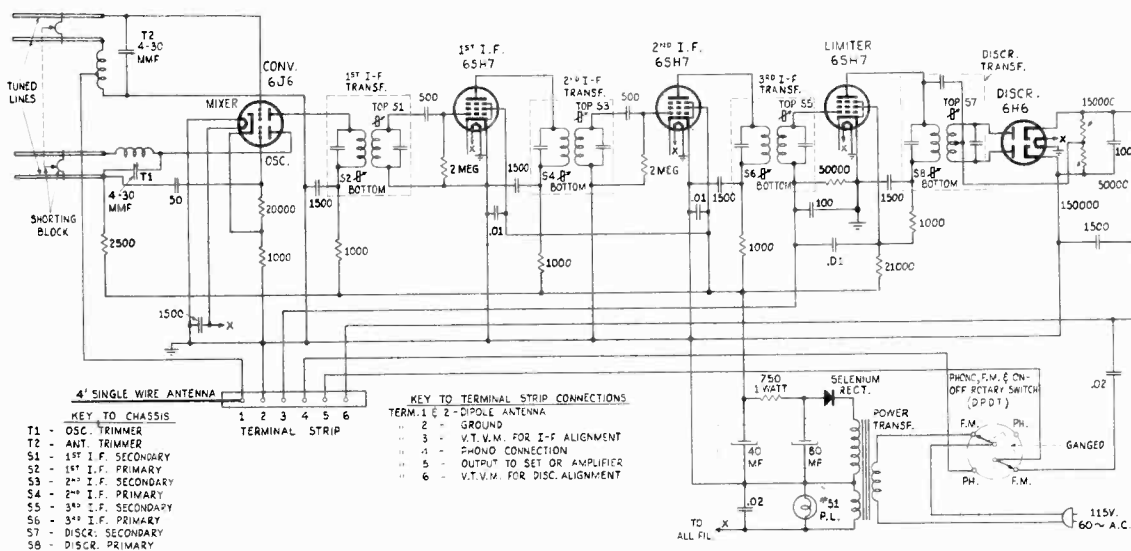 T2
4-30
MMF
TUNED
LINES
CONV.
6J6
MIXER
OSC.
T1
4-30
MMF
50
SHORTING
BLOCK
2500
20000
1000
1500
X
1ST I-F
TRANSF.
TOP S1
S2
BOTTOM
1500
1000
500
1ST I.F.
6SH7
X
2 MEG
.01
1500
2ND I-F
TRANSF.
TOP S3
S4
BOTTOM
1000
500
2ND I.F.
6SH7
X
2 MEG
.01
1500
3RD I-F
TRANSF.
TOP S5
S6
BOTTOM
1000
LIMITER
6SH7
X
50000
100
.01
1500
21000
DISCR.
TRANSF.
TOP S7
S8
BOTTOM
1000
DISCR.
6H6
X
150000
100
50000
150000
1500
4' SINGLE WIRE ANTENNA
1 2 3 4 5 6
TERMINAL STRIP
KEY TO CHASSIS
T1 - OSC. TRIMMER
T2 - ANT. TRIMMER
S1 - 1ST I.F. SECONDARY
S2 - 1ST I.F. PRIMARY
S3 - 2ND I.F. SECONDARY
S4 - 2ND I.F. PRIMARY
S5 - 3RD I.F. SECONDARY
S6 - 3RD I.F. PRIMARY
S7 - DISCR. SECONDARY
S8 - DISCR. PRIMARY
KEY TO TERMINAL STRIP CONNECTIONS
TERM. 1 & 2 - DIPOLE ANTENNA
" 2 - GROUND
" 3 - V.T.V.M. FOR I-F ALIGNMENT
" 4 - PHONO CONNECTION
" 5 - OUTPUT TO SET OR AMPLIFIER
" 6 - V.T.V.M. FOR DISC. ALIGNMENT
750
1 WATT
SELENIUM
RECT.
40
MF
80
MF
.02
#51
P.L.
TO
ALL FIL.
X
POWER
TRANSF.
PHONO, F.M. & ON-
OFF ROTARY SWITCH
(DPDT)
F.M.
PH.
GANGED
PH.
F.M.
.02
115V.
60~ A.C.